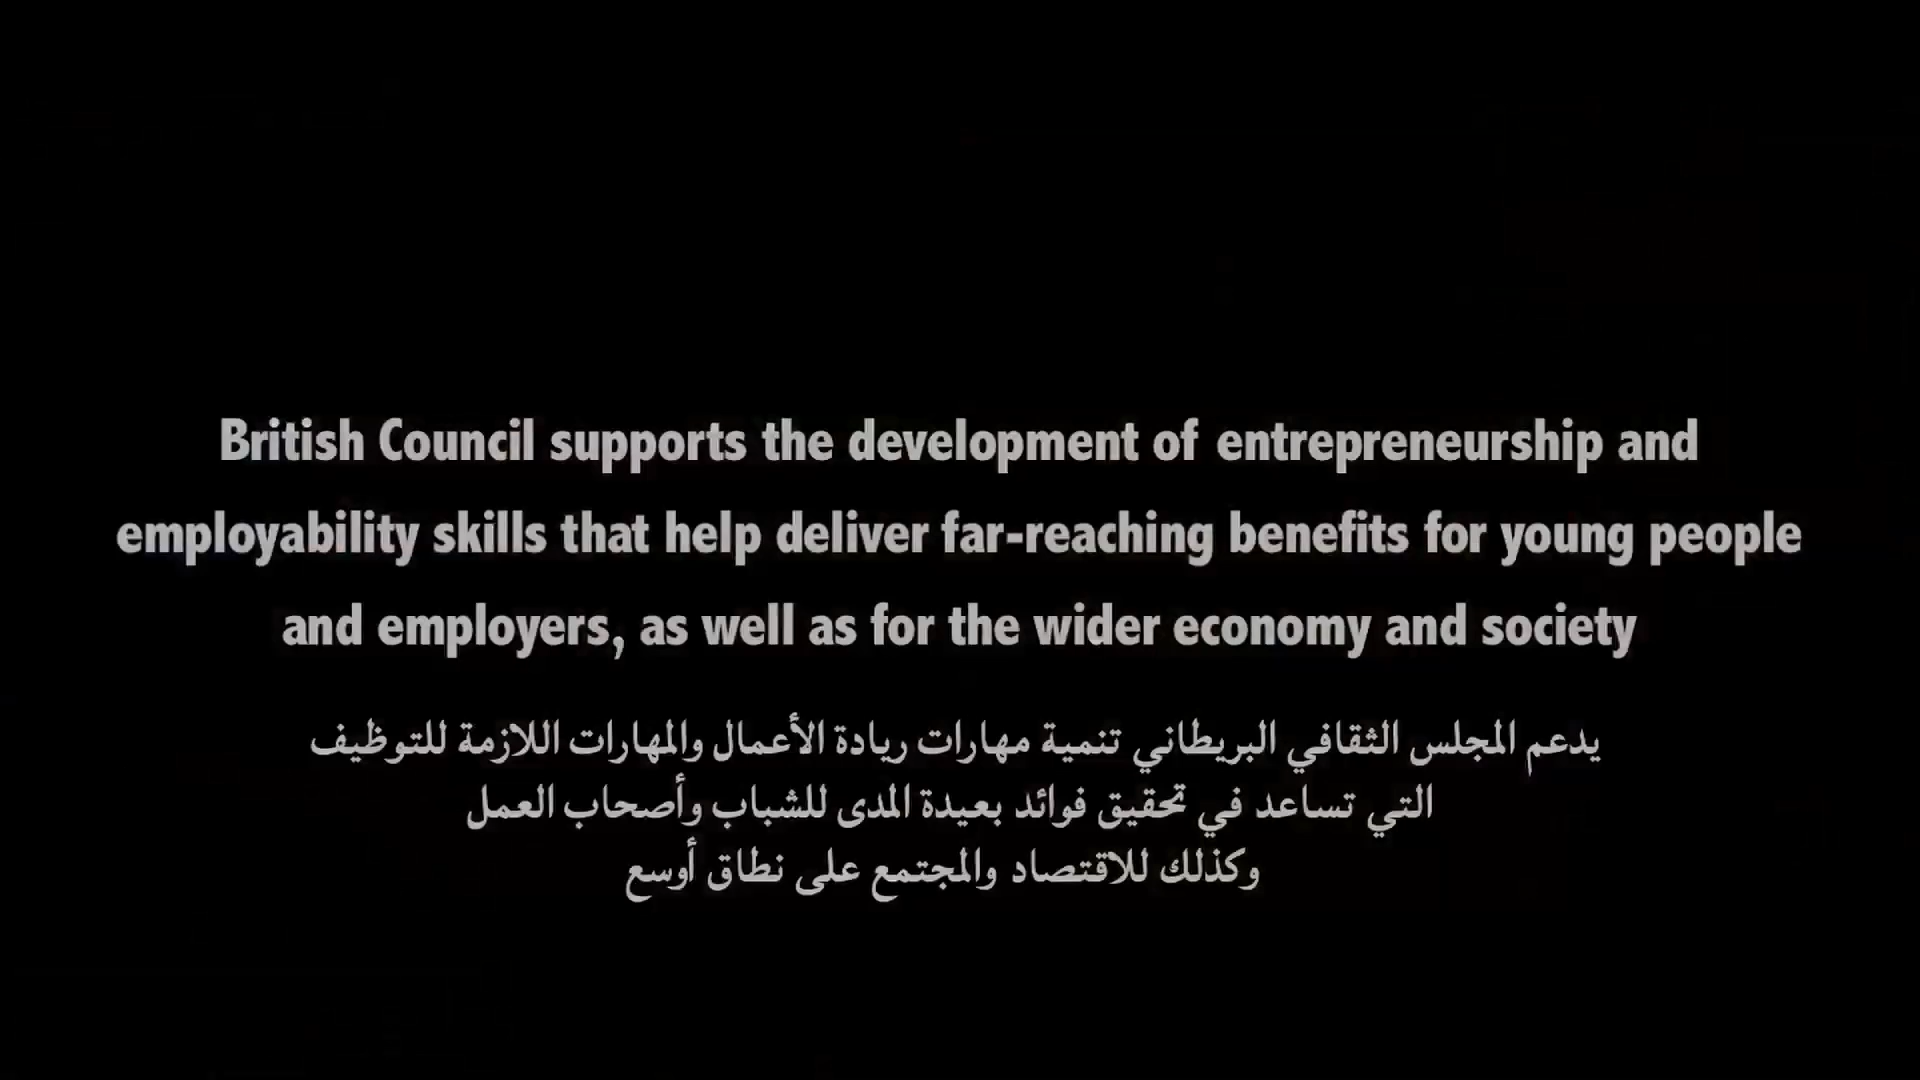 British Council supports the development of entrepreneurship and
employability skills that help deliver far-reaching benefits for young people
and employers, as well as for the wider economy and society
يدعم المجلس الثقافي البريطاني تنمية مهارات ريادة الأعمال والمهارات اللازمة للتوظيف
التي تساعد في تحقيق فوائد بعيدة المدى للشباب وأصحاب العمل
وكذلك للاقتصاد والمجتمع على نطاق أوسع